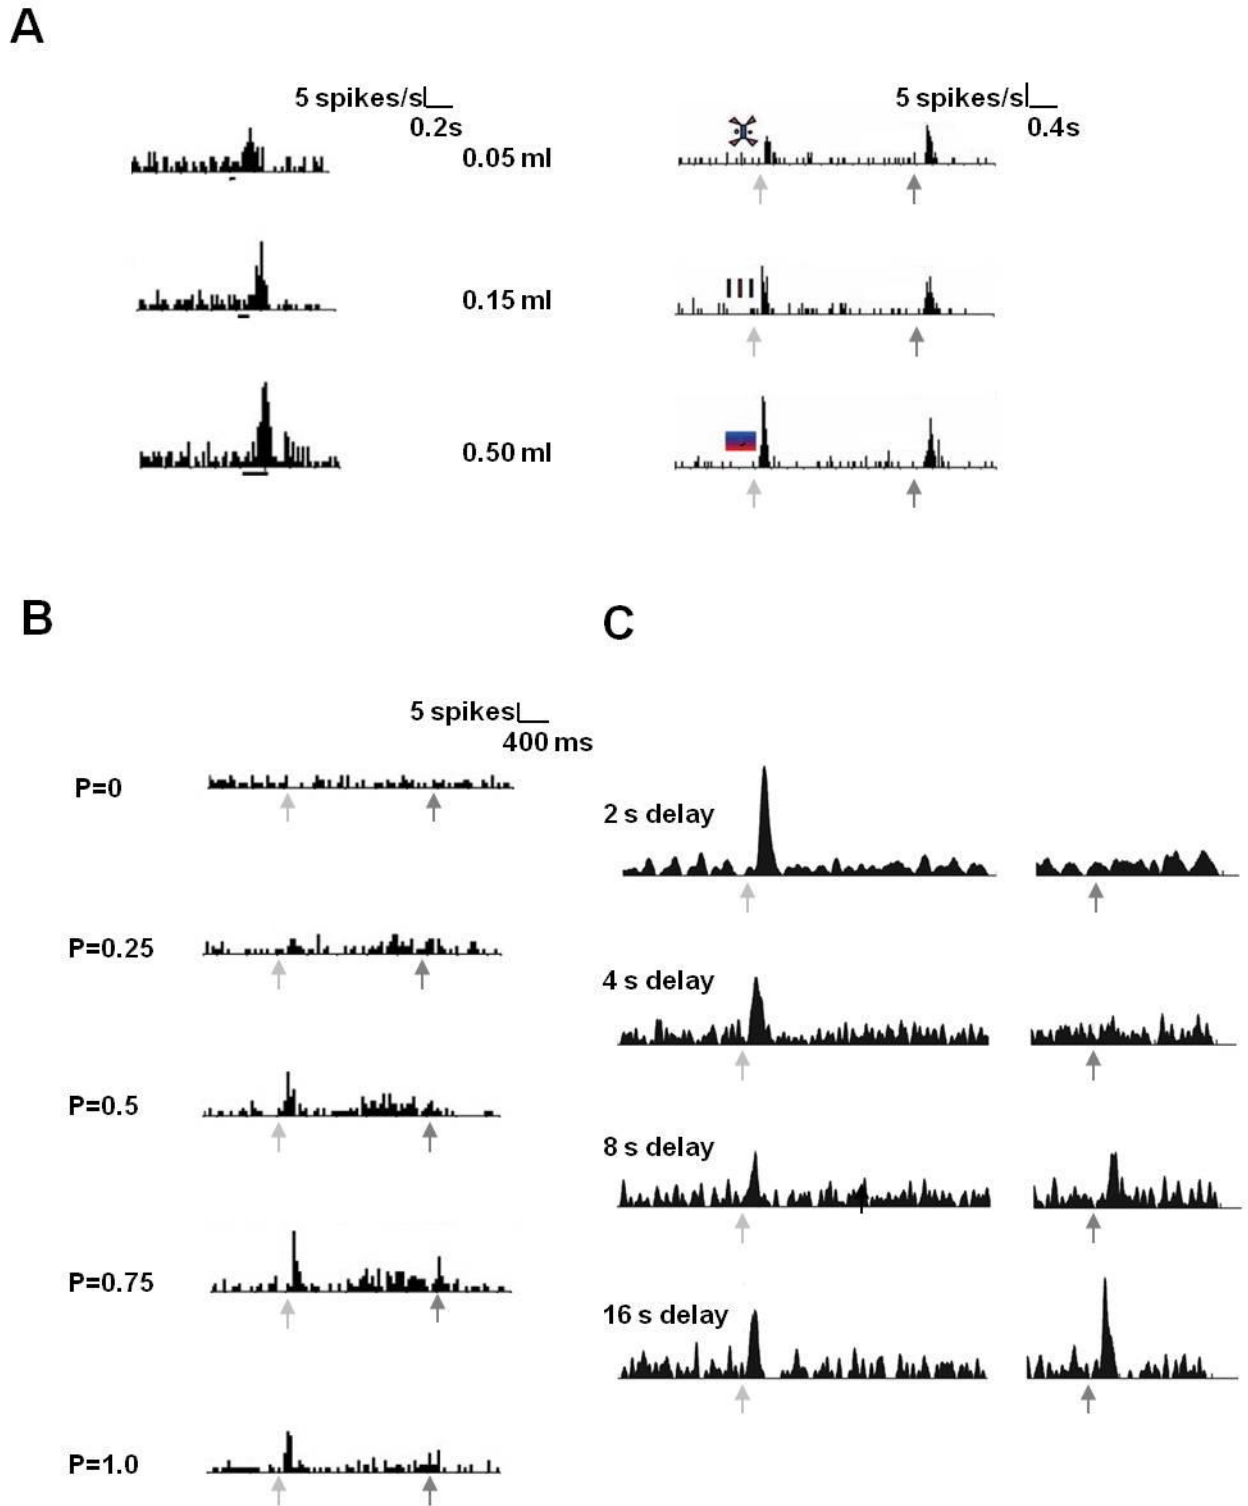 A
5 spikes/s
0.2s
5 spikes/s
0.4s
0.05 ml
0.15 ml
0.50 ml
B
C
5 spikes
400 ms
P=0
P=0.25
P=0.5
P=0.75
P=1.0
2 s delay
4 s delay
8 s delay
16 s delay